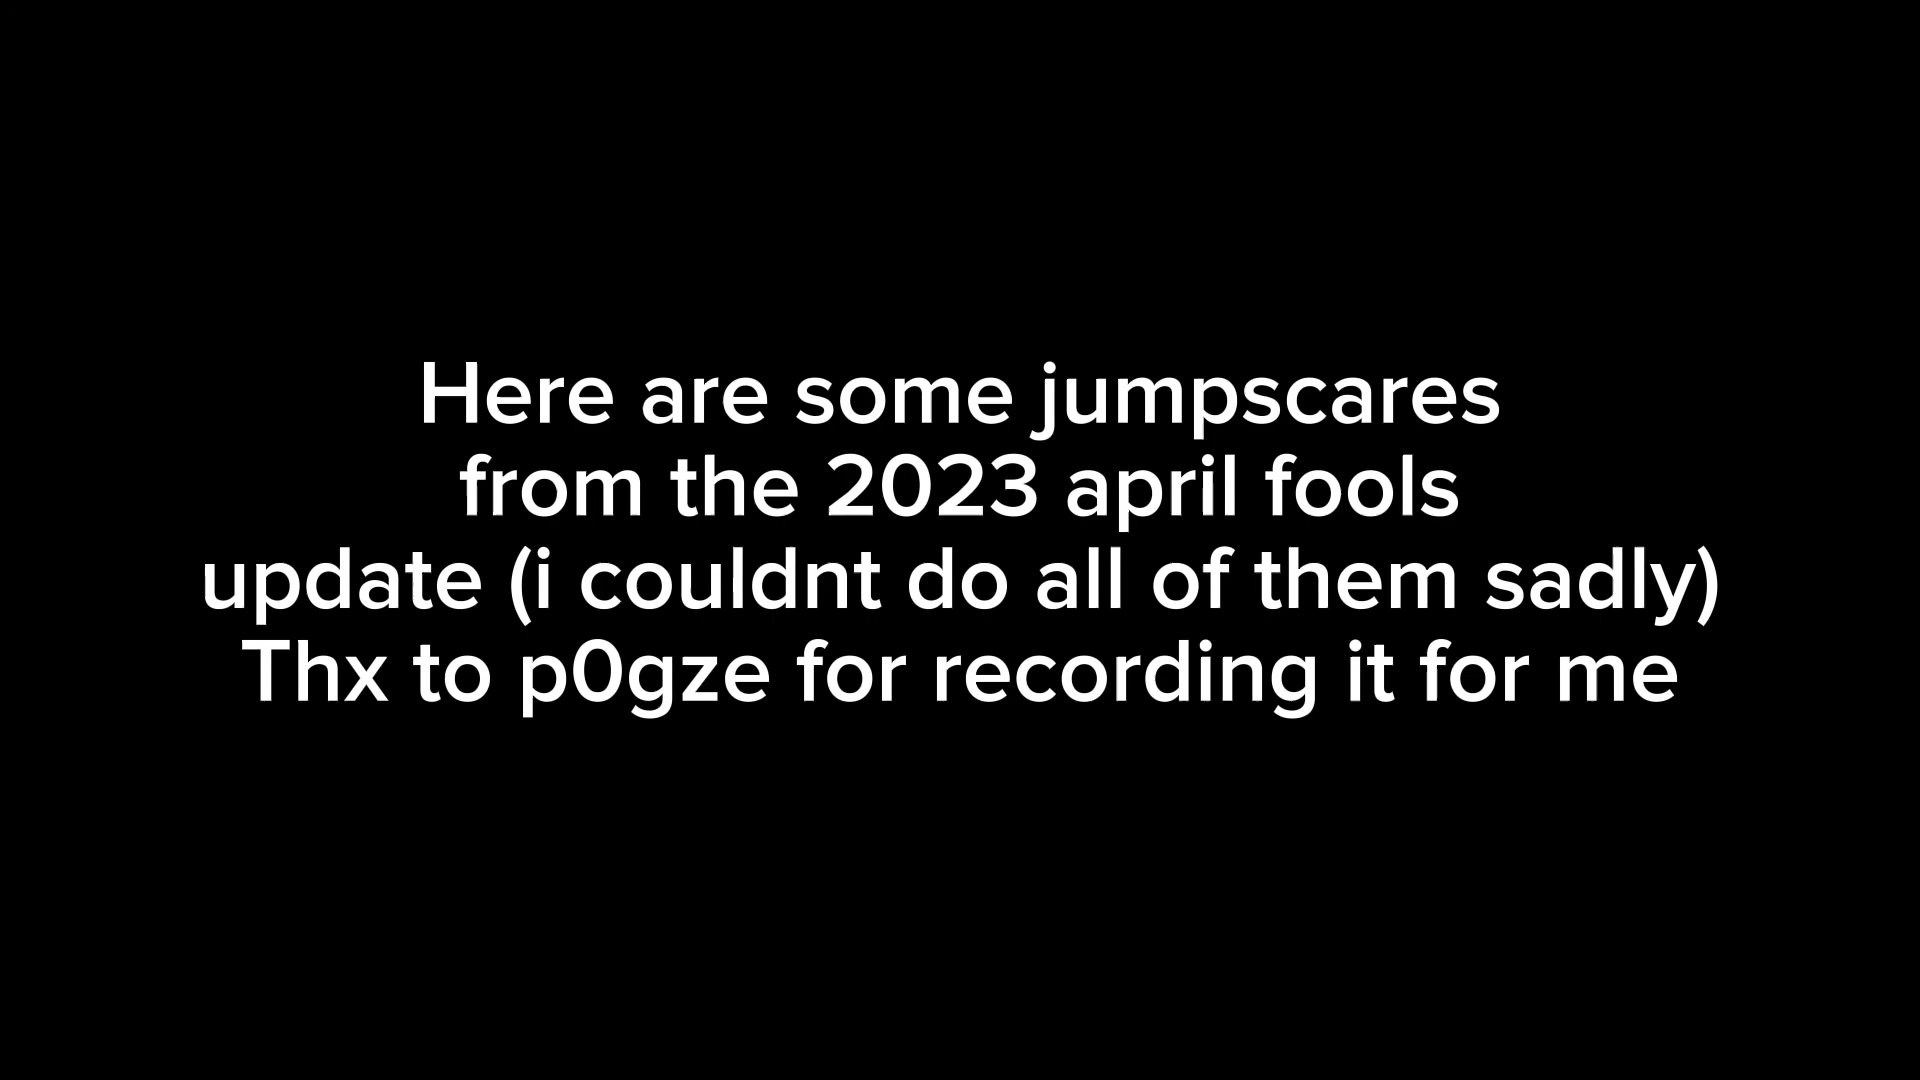 Here are some jumpscares
from the 2023 april fools
update (i couldnt do all of them sadly)
Thx to p0gze for recording it for me